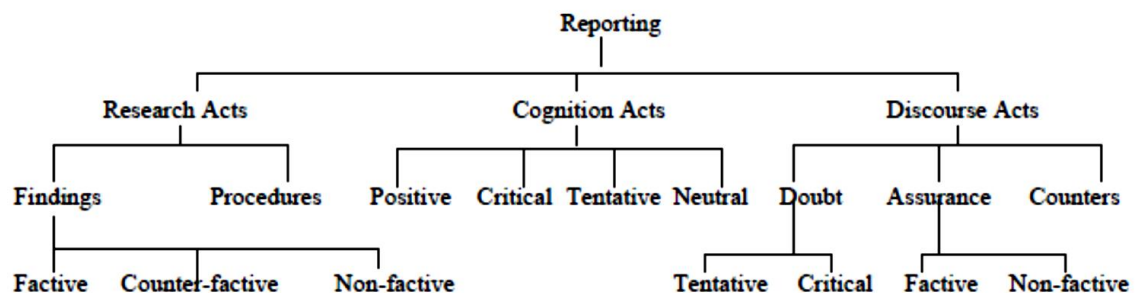 Reporting
Research Acts Cognition Acts Discourse Acts
Findings Procedures Positive Critical Tentative Neutral Doubt Assurance Counters
Factive Counter-factive Non-factive Tentative Critical Factive Non-factive